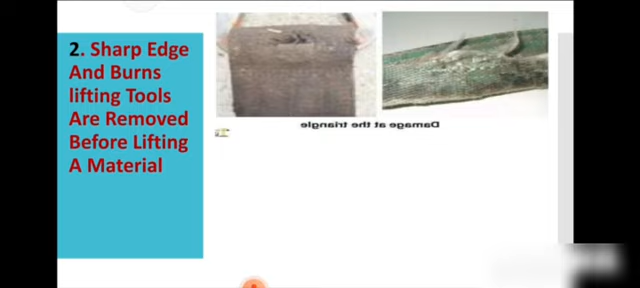 2. Sharp Edge
And Burns
lifting Tools
Are Removed
Before Lifting
A Material
Damage at the triangle